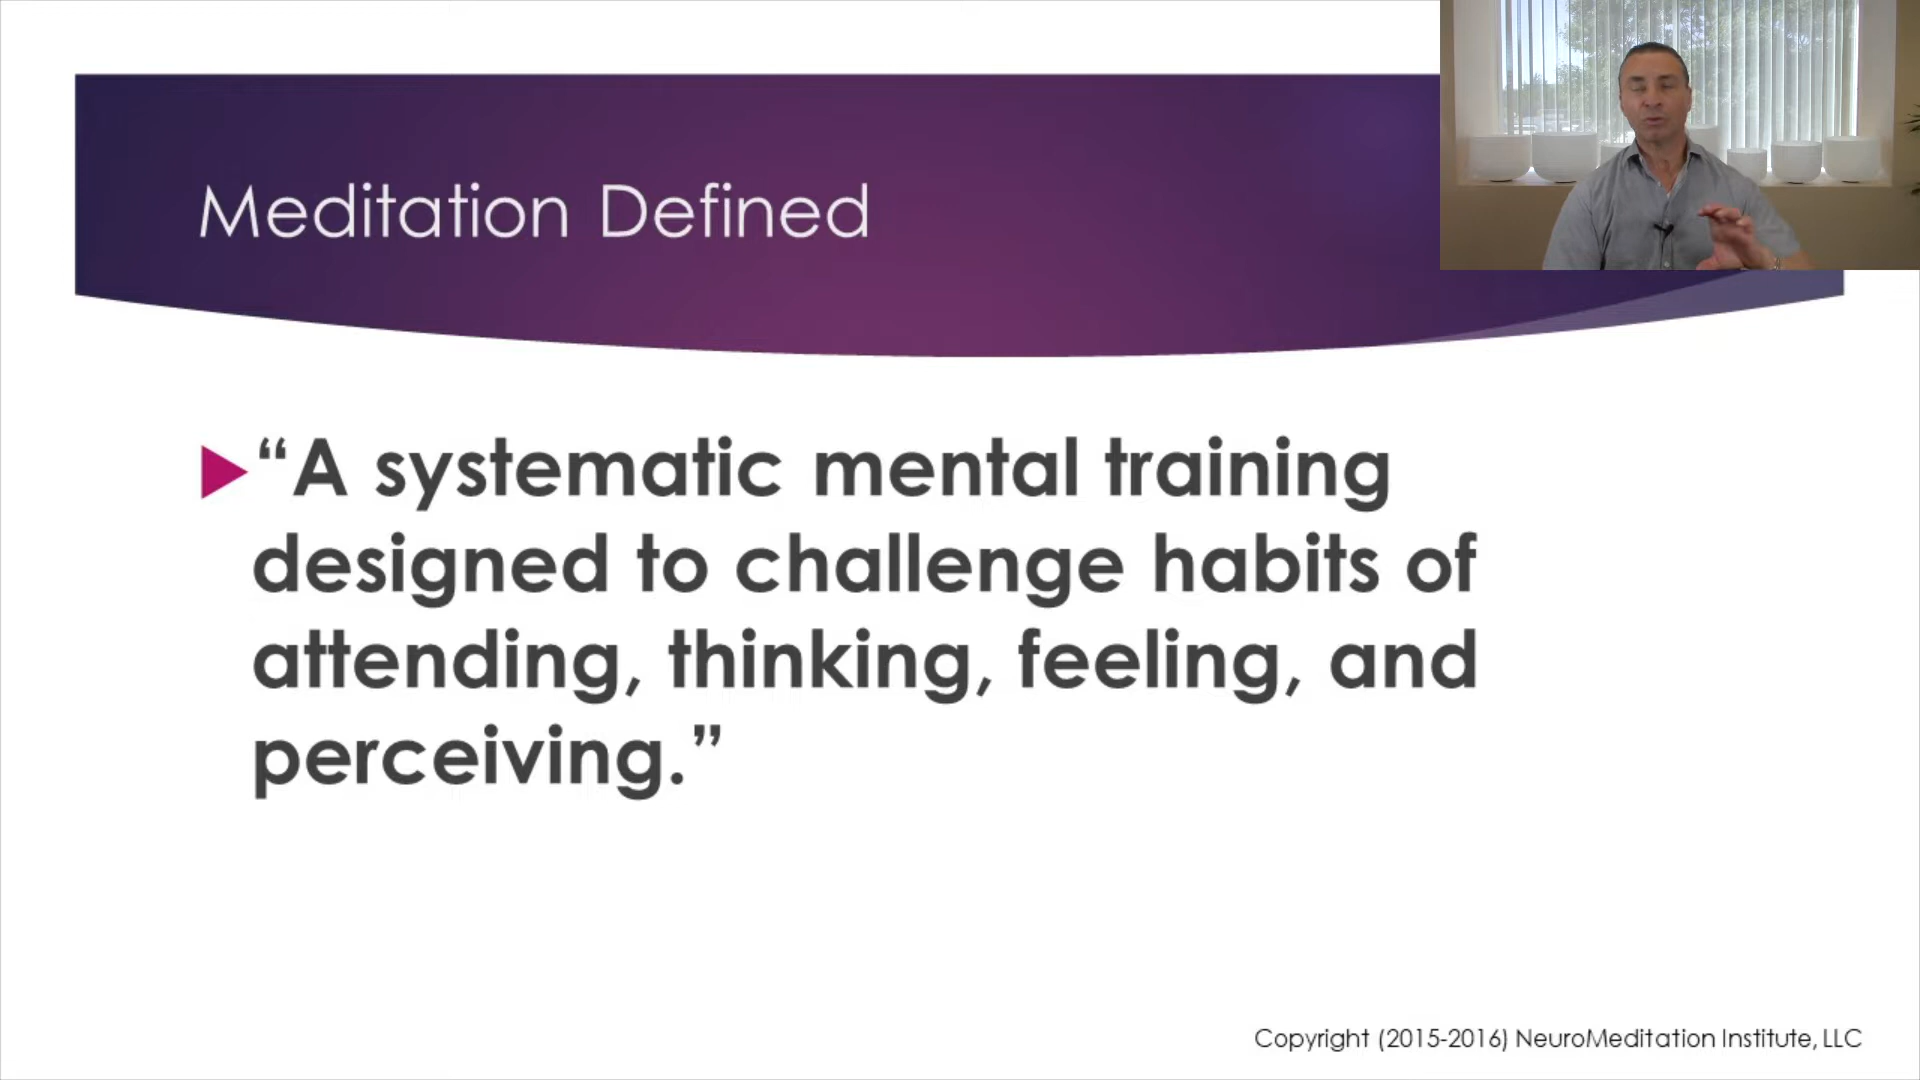 Meditation Defined
“A systematic mental training
designed to challenge habits of
attending, thinking, feeling, and
perceiving.”
Copyright (2015-2016) NeuroMeditation Institute, LLC